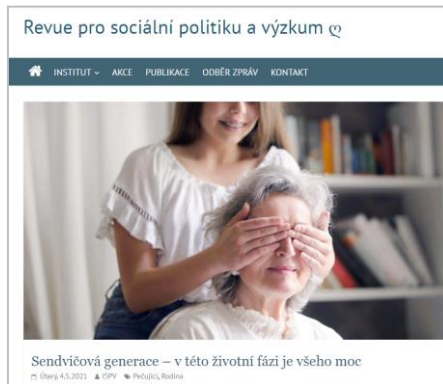 Revue pro sociální politiku a výzkum ღ
INSTITUT AKCE PUBLIKACE ODBĚR ZPRÁV KONTAKT
Sendvičová generace – v této životní fázi je všeho moc
Úterý, 4.5.2021 ISPV Pečující, Rodina